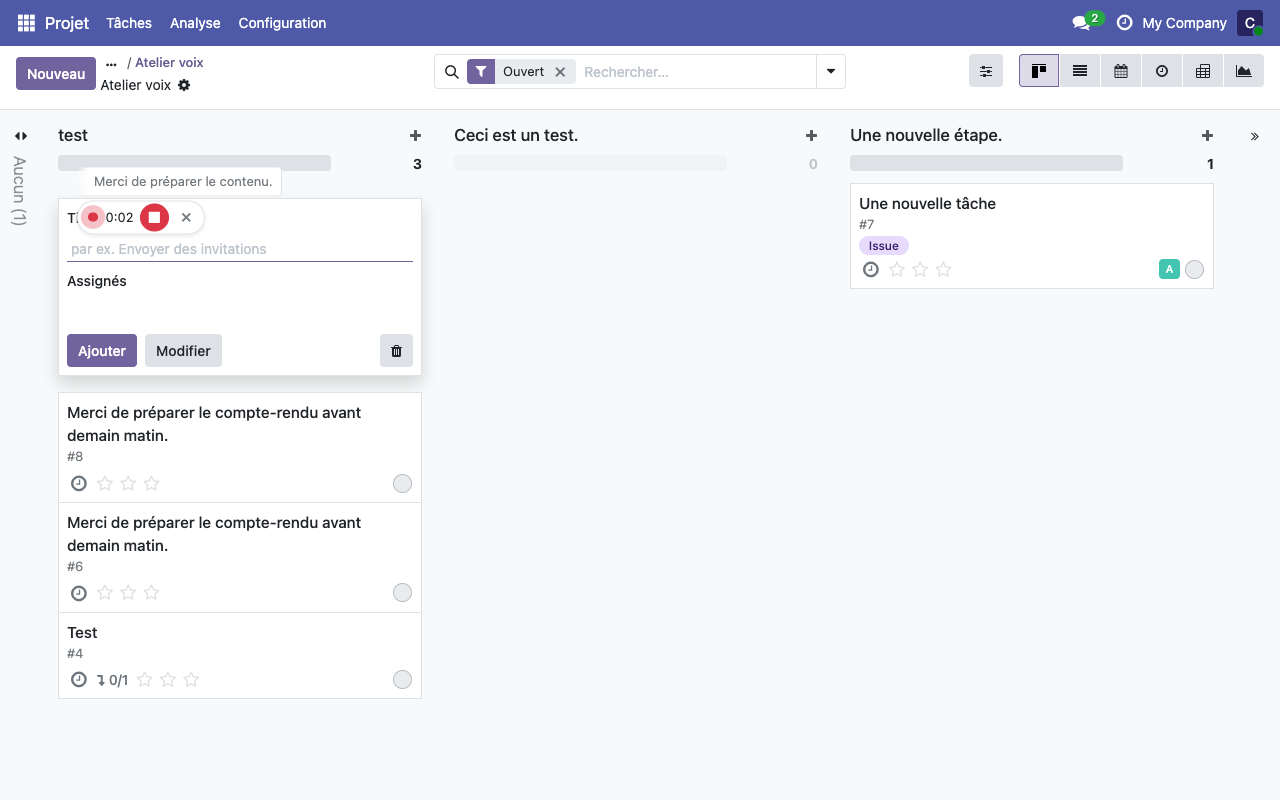 Projet Tâches Analyse Configuration 2 My Company C
Nouveau
... / Atelier voix
Atelier voix
Ouvert Rechercher...
Aucun (1)
test
3
Merci de préparer le contenu.
0:02
par ex. Envoyer des invitations
Assignés
Ajouter Modifier
Merci de préparer le compte-rendu avant
demain matin.
#8
Merci de préparer le compte-rendu avant
demain matin.
#6
Test
#4
0/1
Ceci est un test.
0
Une nouvelle étape.
1
Une nouvelle tâche
#7
Issue
A